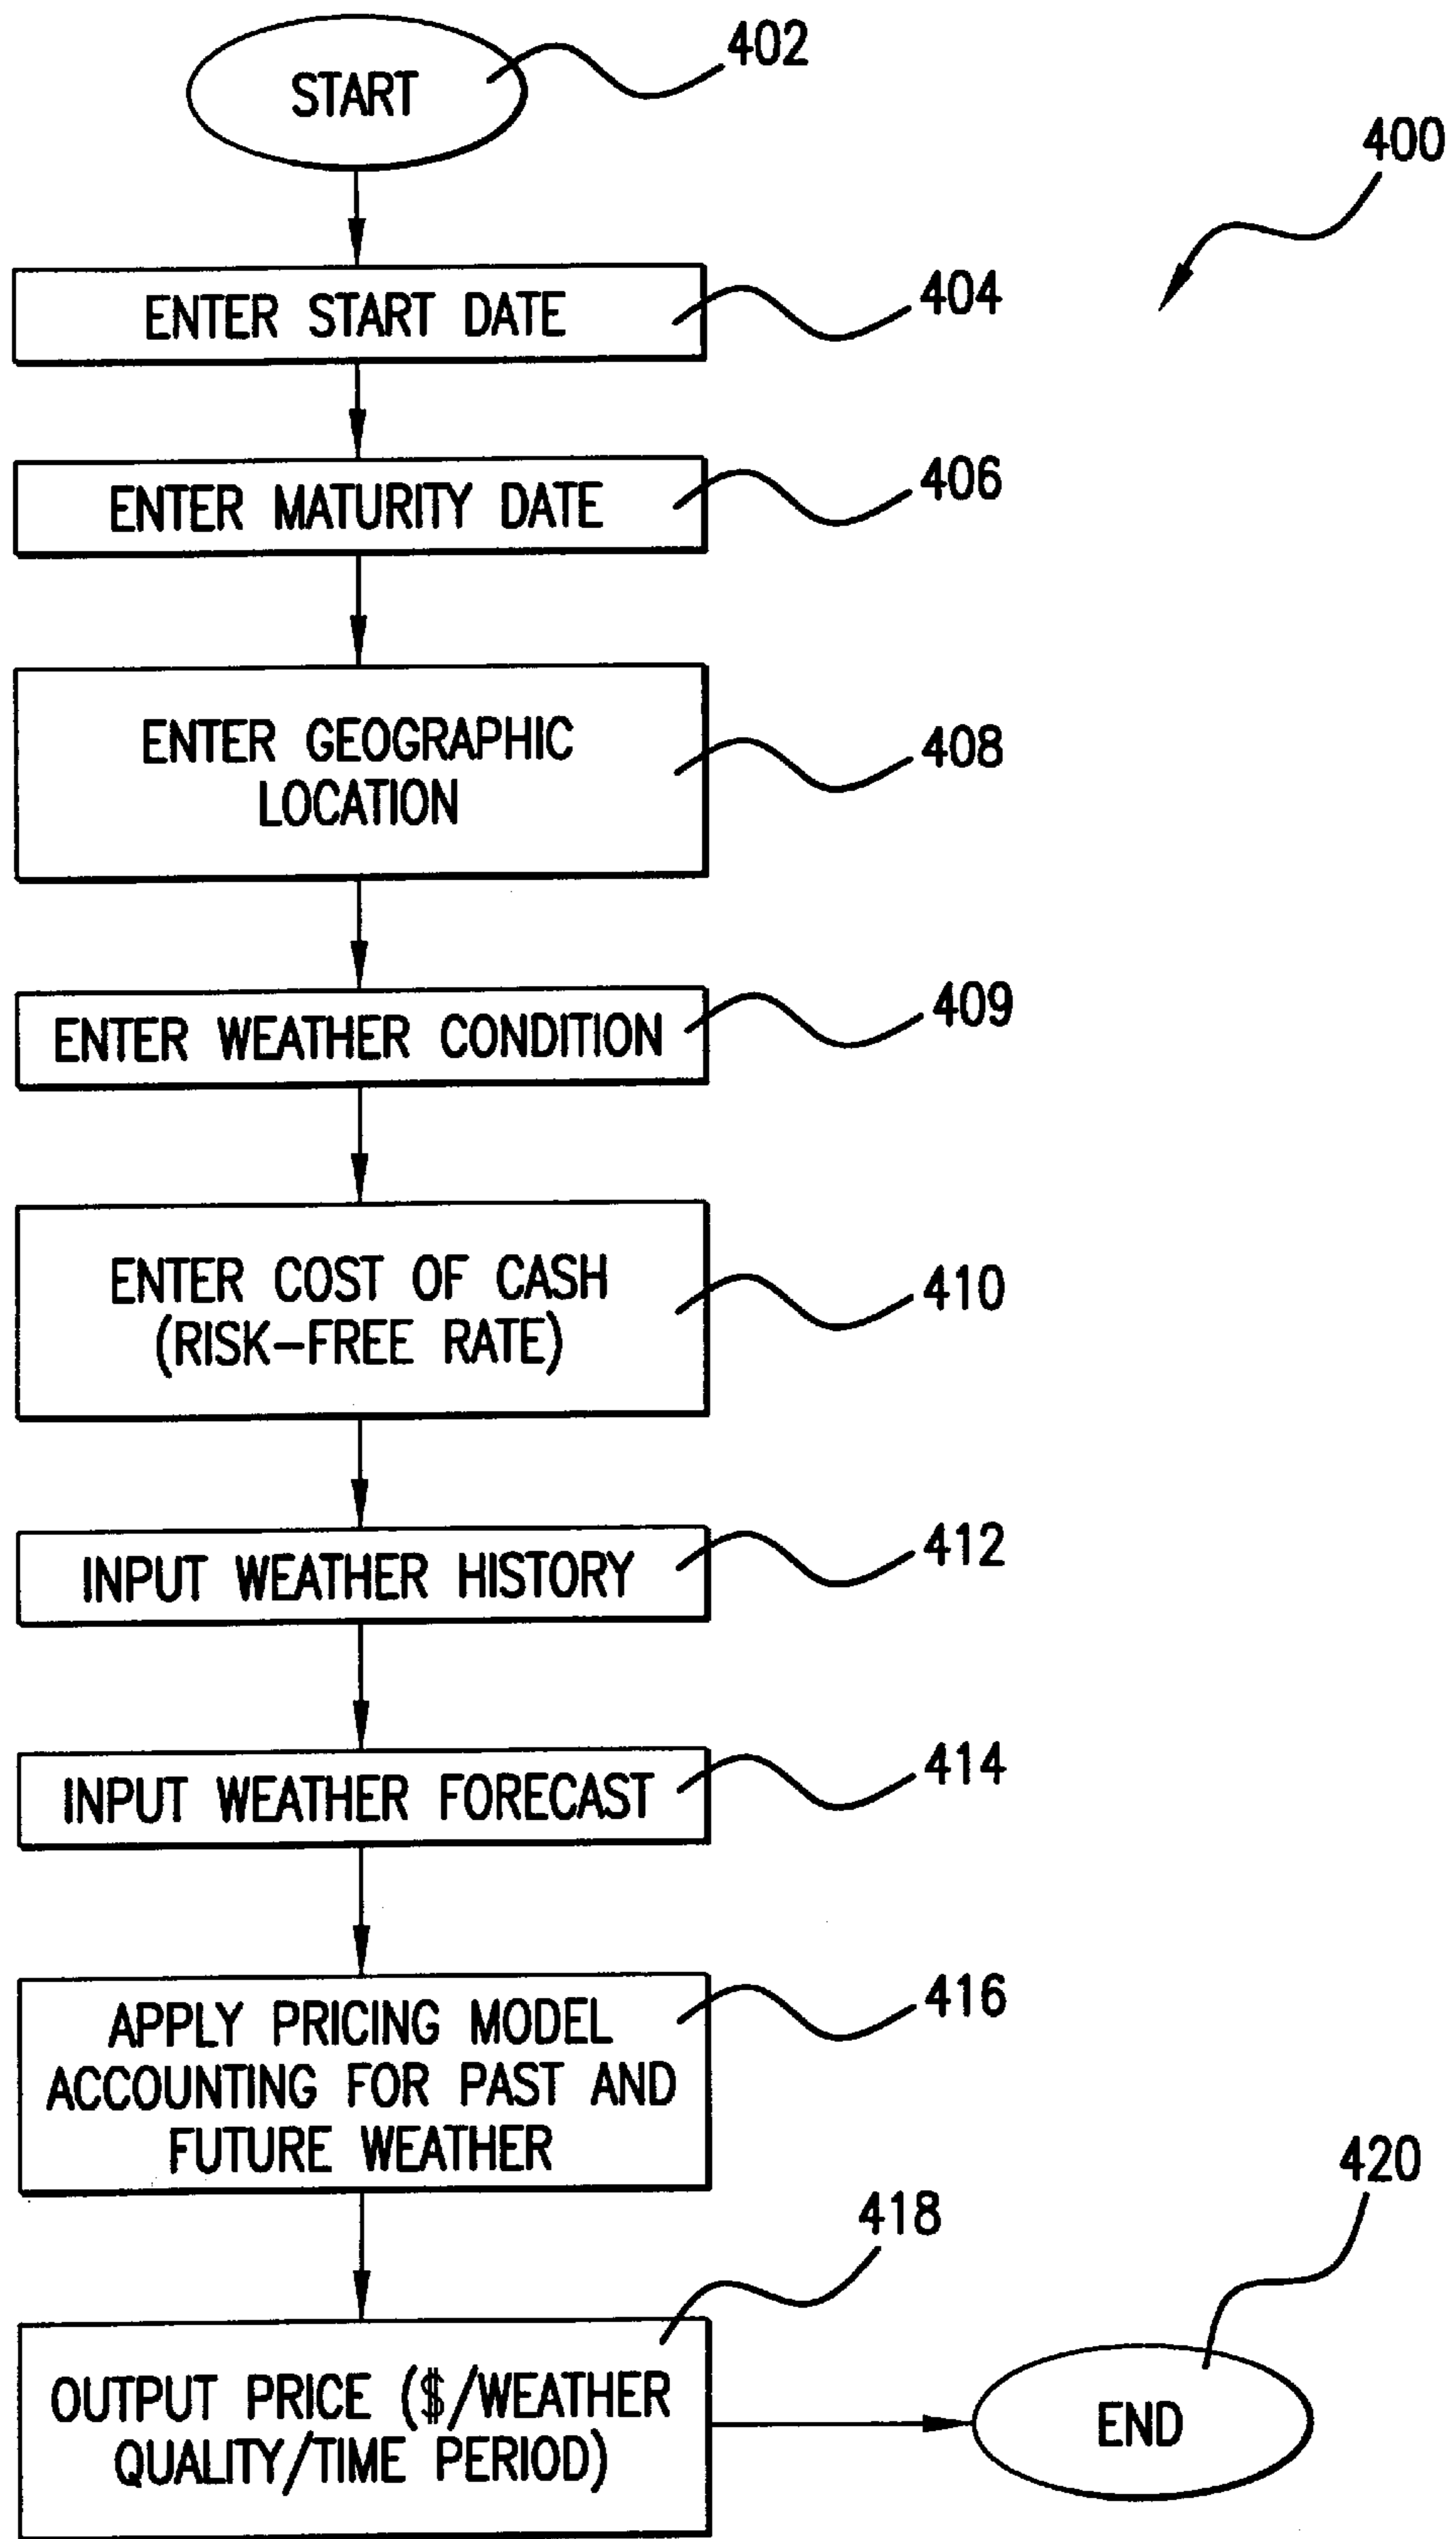 START
402
400
ENTER START DATE
404
ENTER MATURITY DATE
406
ENTER GEOGRAPHIC
LOCATION
408
ENTER WEATHER CONDITION
409
ENTER COST OF CASH
(RISK-FREE RATE)
410
INPUT WEATHER HISTORY
412
INPUT WEATHER FORECAST
414
APPLY PRICING MODEL
ACCOUNTING FOR PAST AND
FUTURE WEATHER
416
OUTPUT PRICE ($/WEATHER
QUALITY/TIME PERIOD)
418
END
420